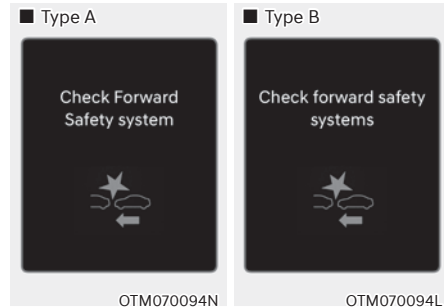 ■ Type A
Check Forward
Safety system
OTM070094N
■ Type B
Check forward safety
systems
OTM070094L